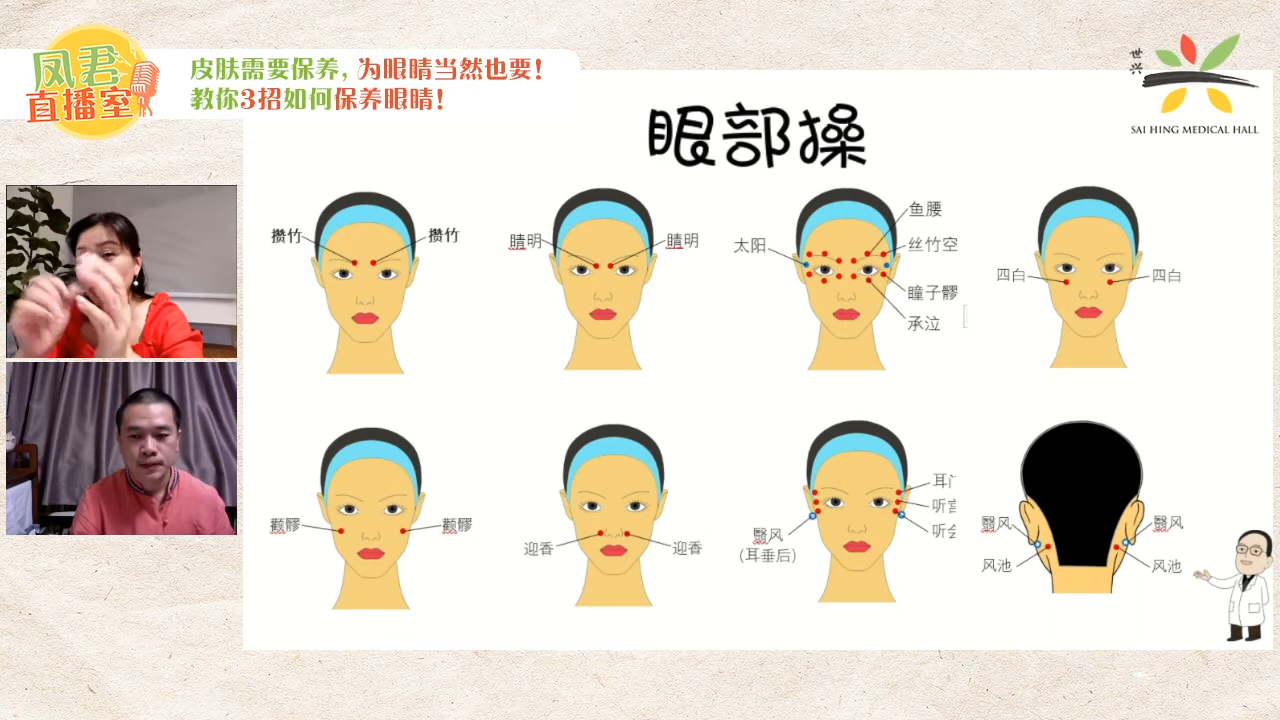 凤君
直播室
皮肤需要保养，为眼睛当然也要！
教你3招如何保养眼睛！
世兴
SAI HING MEDICAL HALL
眼部操
攒竹
攒竹
睛明
睛明
太阳
鱼腰
丝竹空
瞳子髎
承泣
四白
四白
颧髎
颧髎
迎香
迎香
耳门
听宫
听会
翳风
(耳垂后)
翳风
翳风
风池
风池